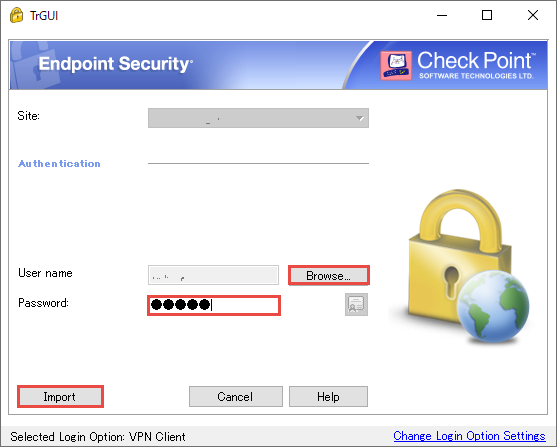 TrGUI
Endpoint Security
Check Point
SOFTWARE TECHNOLOGIES LTD.
Site:
Authentication
User name
Browse...
Password:
Import
Cancel
Help
Selected Login Option: VPN Client
Change Login Option Settings